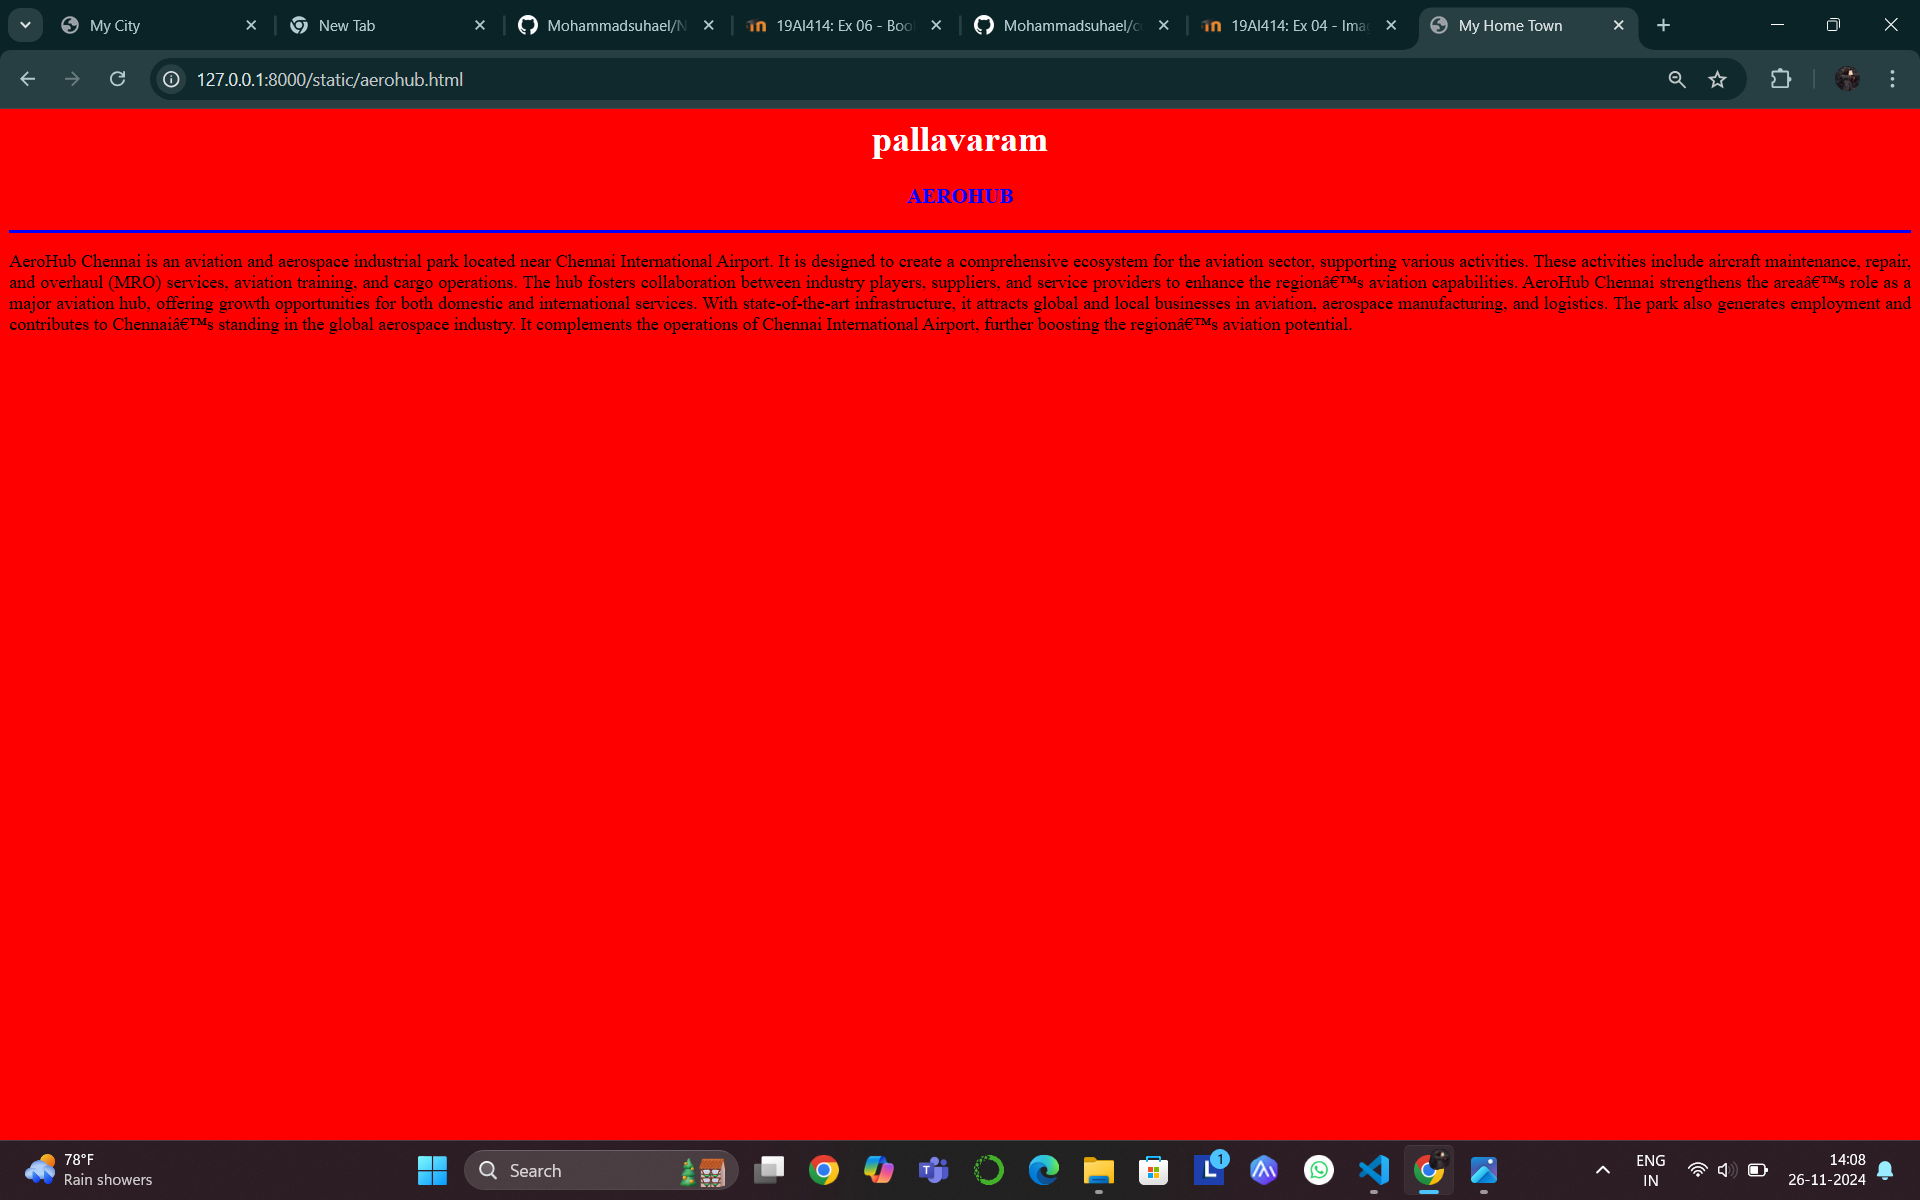 My City
New Tab
Mohammadsuhael/N
19AI414: Ex 06 - Boo
Mohammadsuhael/c
19AI414: Ex 04 - Ima
My Home Town
127.0.0.1:8000/static/aerohub.html
pallavaram
AEROHUB
AeroHub Chennai is an aviation and aerospace industrial park located near Chennai International Airport. It is designed to create a comprehensive ecosystem for the aviation sector, supporting various activities. These activities include aircraft maintenance, repair,
and overhaul (MRO) services, aviation training, and cargo operations. The hub fosters collaboration between industry players, suppliers, and service providers to enhance the regionâ€™s aviation capabilities. AeroHub Chennai strengthens the areaâ€™s role as a
major aviation hub, offering growth opportunities for both domestic and international services. With state-of-the-art infrastructure, it attracts global and local businesses in aviation, aerospace manufacturing, and logistics. The park also generates employment and
contributes to Chennaiâ€™s standing in the global aerospace industry. It complements the operations of Chennai International Airport, further boosting the regionâ€™s aviation potential.
78°F
Rain showers
Search
L
1
ENG
IN
14:08
26-11-2024